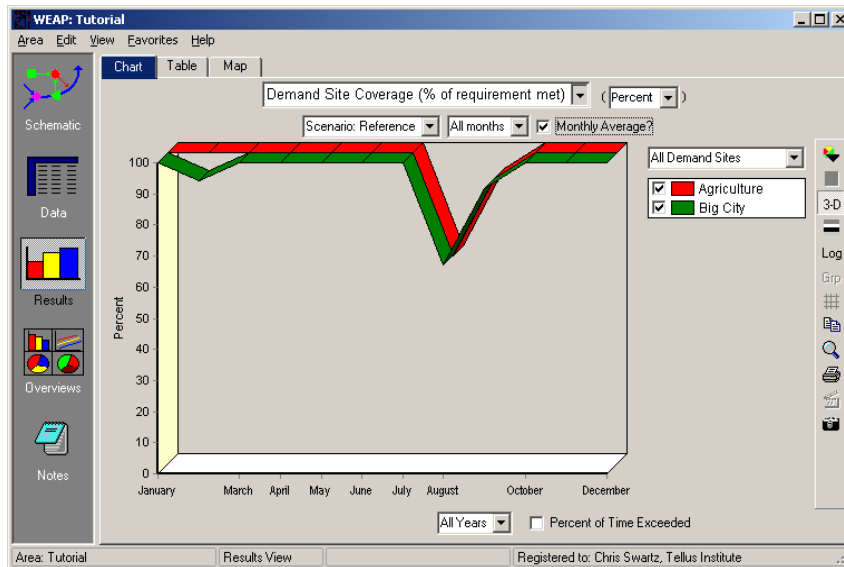 WEAP: Tutorial
Area Edit View Favorites Help
Chart Table Map
Demand Site Coverage (% of requirement met) ( Percent )
Scenario: Reference All months Monthly Average?
Schematic
Data
Results
Overviews
Notes
All Demand Sites
Agriculture
Big City
3-D
Log
Grp
Percent
100
90
80
70
60
50
40
30
20
10
0
January March April May June July August October December
All Years Percent of Time Exceeded
Area: Tutorial Results View Registered to: Chris Swartz, Tellus Institute